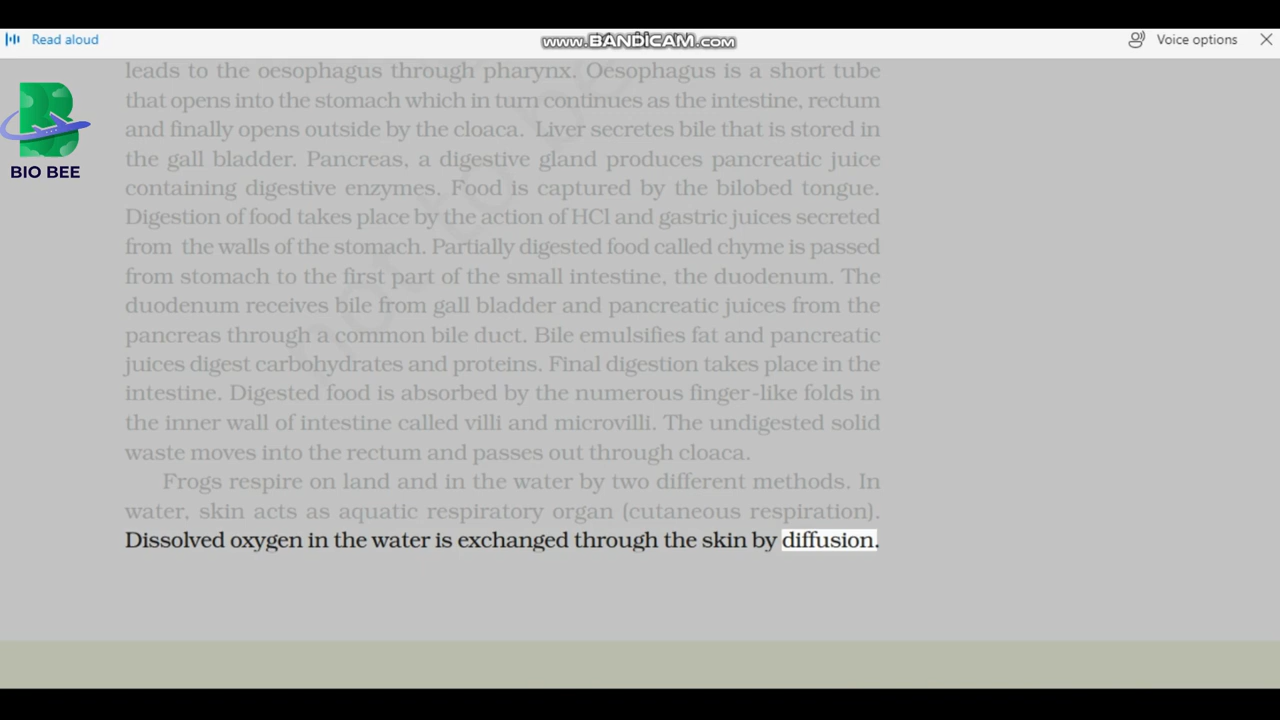 Read aloud
www.BANDICAM.com
Voice options
leads to the oesophagus through pharynx. Oesophagus is a short tube
that opens into the stomach which in turn continues as the intestine, rectum
and finally opens outside by the cloaca. Liver secretes bile that is stored in
the gall bladder. Pancreas, a digestive gland produces pancreatic juice
containing digestive enzymes. Food is captured by the bilobed tongue.
Digestion of food takes place by the action of HCl and gastric juices secreted
from the walls of the stomach. Partially digested food called chyme is passed
from stomach to the first part of the small intestine, the duodenum. The
duodenum receives bile from gall bladder and pancreatic juices from the
pancreas through a common bile duct. Bile emulsifies fat and pancreatic
juices digest carbohydrates and proteins. Final digestion takes place in the
intestine. Digested food is absorbed by the numerous finger-like folds in
the inner wall of intestine called villi and microvilli. The undigested solid
waste moves into the rectum and passes out through cloaca.
Frogs respire on land and in the water by two different methods. In
water, skin acts as aquatic respiratory organ (cutaneous respiration).
Dissolved oxygen in the water is exchanged through the skin by diffusion.
BIO BEE